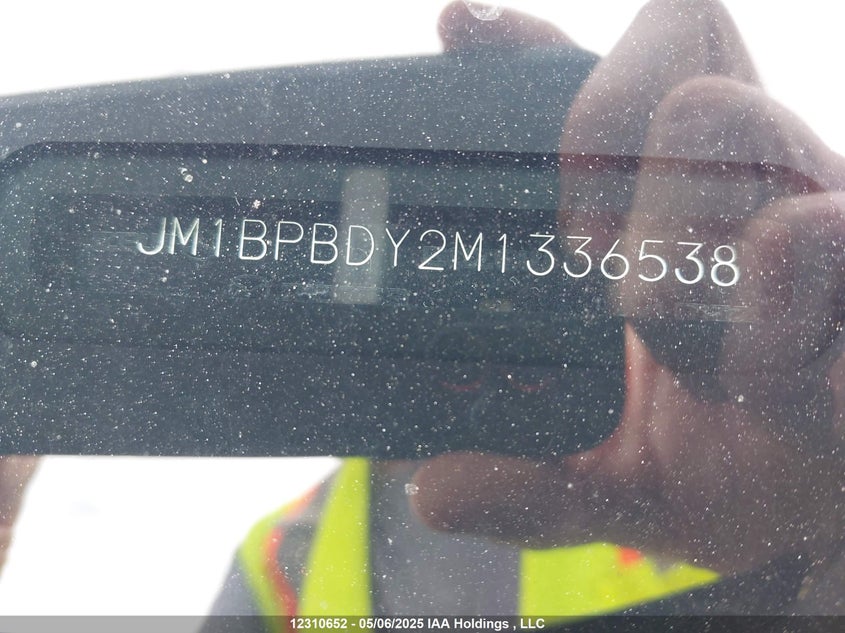 JM1BPBDY2M1336538
12310652 - 05/06/2025 IAA Holdings , LLC